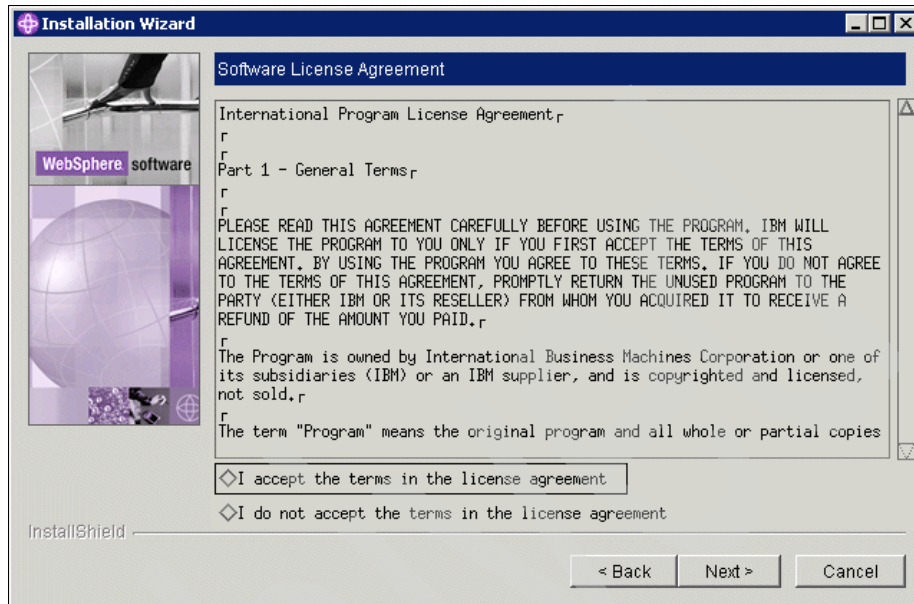 Installation Wizard
Software License Agreement
International Program License Agreement
Part 1 - General Terms
PLEASE READ THIS AGREEMENT CAREFULLY BEFORE USING THE PROGRAM. IBM WILL
LICENSE THE PROGRAM TO YOU ONLY IF YOU FIRST ACCEPT THE TERMS OF THIS
AGREEMENT. BY USING THE PROGRAM YOU AGREE TO THESE TERMS. IF YOU DO NOT AGREE
TO THE TERMS OF THIS AGREEMENT, PROMPTLY RETURN THE UNUSED PROGRAM TO THE
PARTY (EITHER IBM OR ITS RESELLER) FROM WHOM YOU ACQUIRED IT TO RECEIVE A
REFUND OF THE AMOUNT YOU PAID.
The Program is owned by International Business Machines Corporation or one of
its subsidiaries (IBM) or an IBM supplier, and is copyrighted and licensed,
not sold.
The term "Program" means the original program and all whole or partial copies
WebSphere software
I accept the terms in the license agreement
I do not accept the terms in the license agreement
InstallShield
< Back Next > Cancel